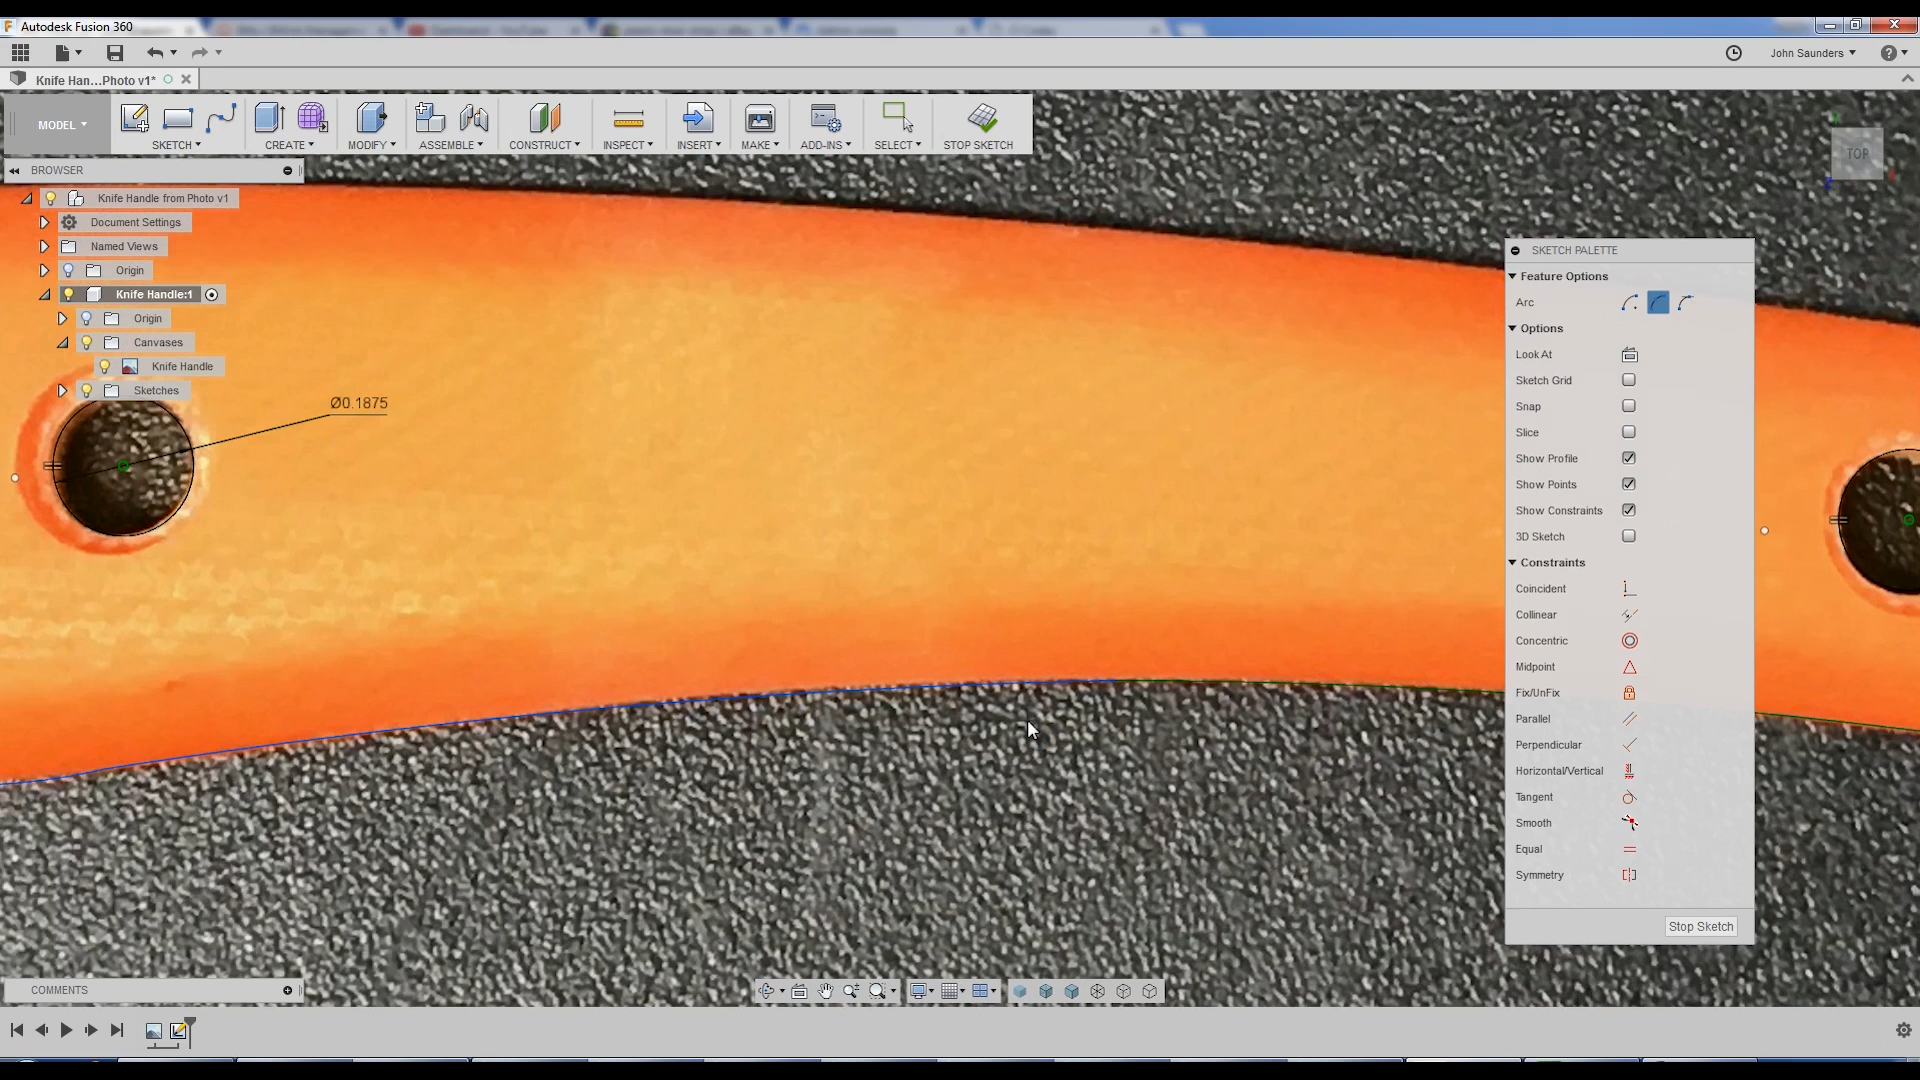 Autodesk Fusion 360
John Saunders
Knife Han...Photo v1*
MODEL
SKETCH
CREATE
MODIFY
ASSEMBLE
CONSTRUCT
INSPECT
INSERT
MAKE
ADD-INS
SELECT
STOP SKETCH
TOP
BROWSER
Knife Handle from Photo v1
Document Settings
Named Views
Origin
Knife Handle:1
Origin
Canvases
Knife Handle
Sketches
Ø0.1875
SKETCH PALETTE
Feature Options
Arc
Options
Look At
Sketch Grid
Snap
Slice
Show Profile
Show Points
Show Constraints
3D Sketch
Constraints
Coincident
Collinear
Concentric
Midpoint
Fix/UnFix
Parallel
Perpendicular
Horizontal/Vertical
Tangent
Smooth
Equal
Symmetry
Stop Sketch
COMMENTS